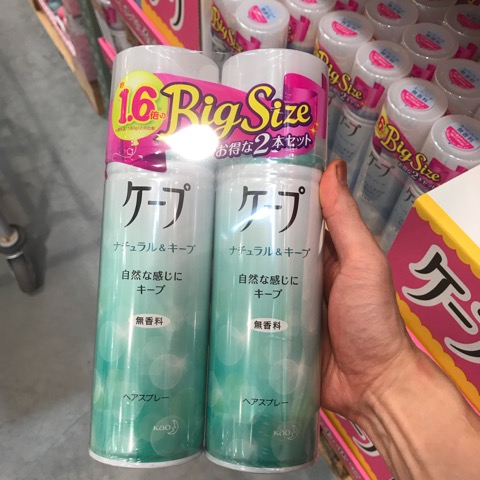 約
1.6倍の
Big Size
お得な2本セット
ケープ
ナチュラル&キープ
自然な感じに
キープ
無香料
ヘアスプレー
Kao
ケープ
ナチュラル&キープ
自然な感じに
キープ
無香料
ヘアスプレー
Kao
Big Size
ケープ